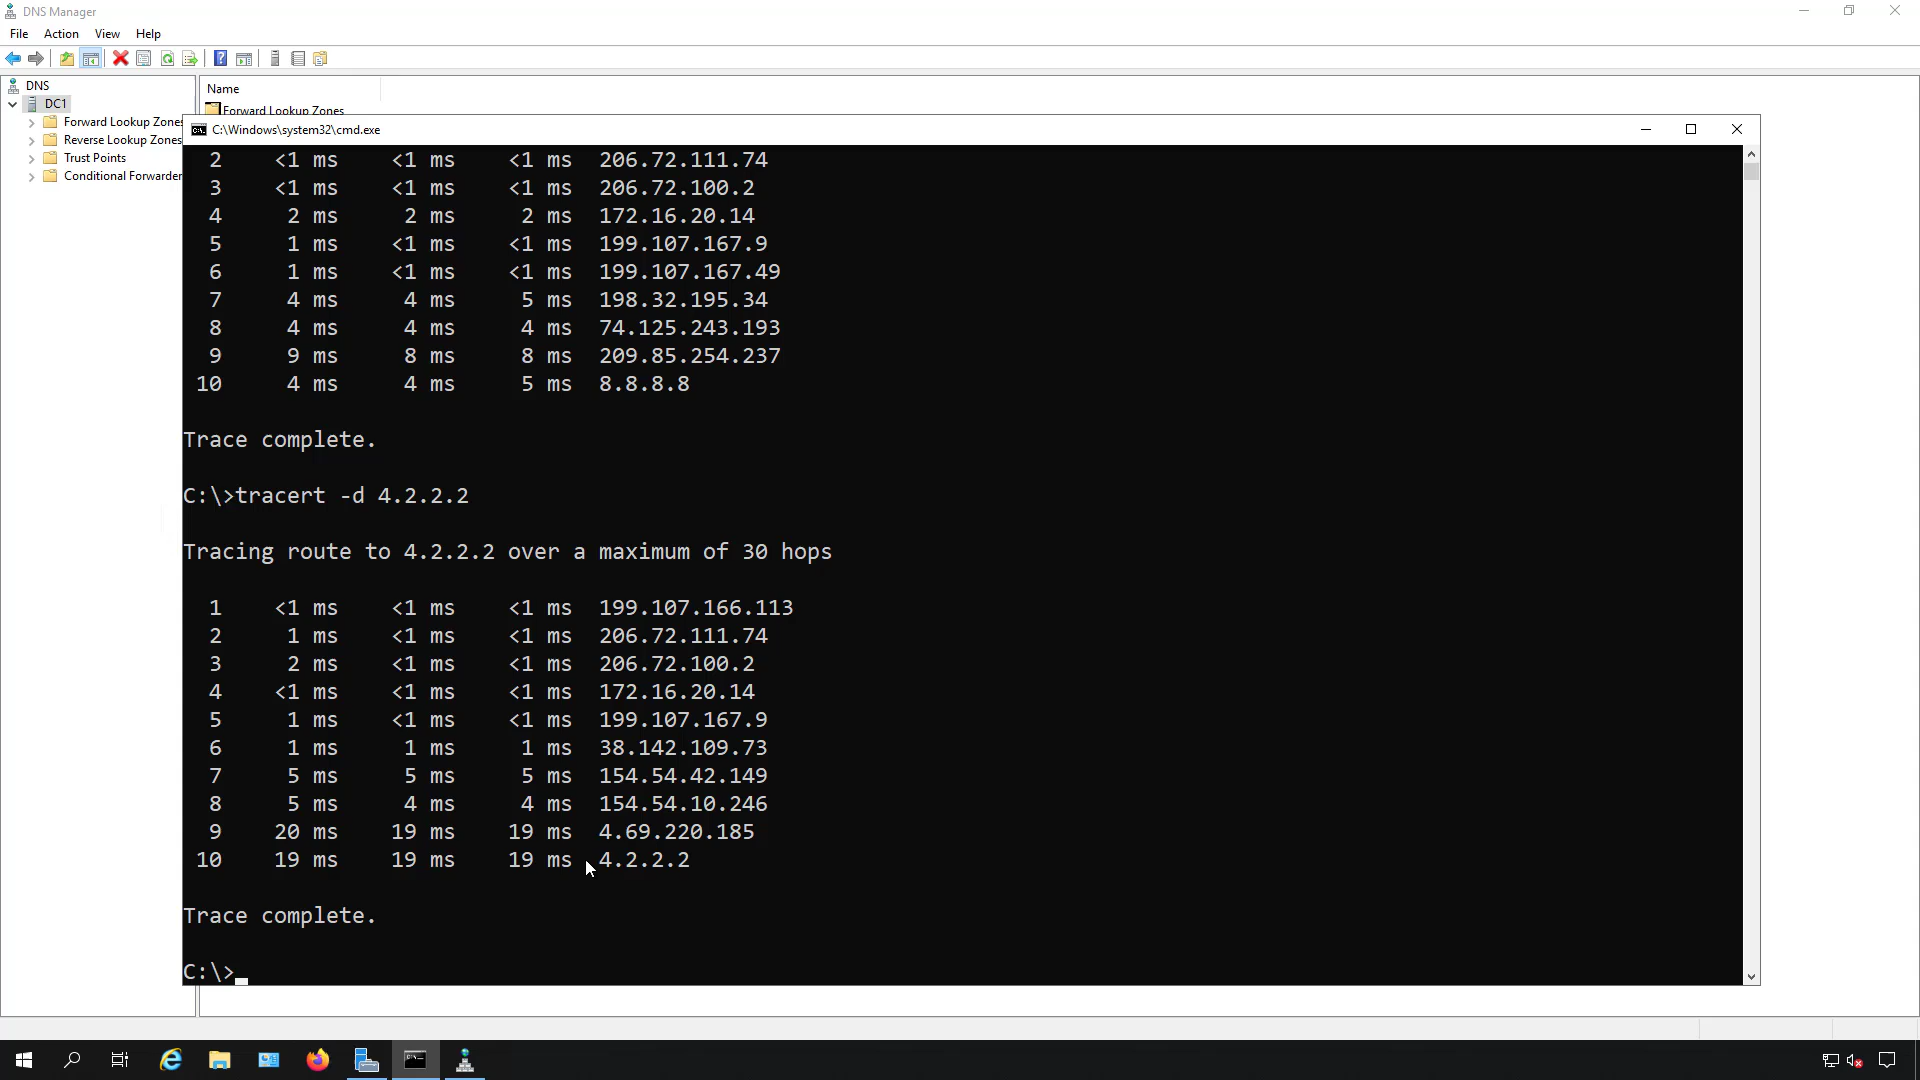 DNS Manager
File Action View Help
DNS
DC1
Forward Lookup Zones
Reverse Lookup Zones
Trust Points
Conditional Forwarder
Name
Forward Lookup Zones
C:\Windows\system32\cmd.exe
2 <1 ms <1 ms <1 ms 206.72.111.74
3 <1 ms <1 ms <1 ms 206.72.100.2
4 2 ms 2 ms 2 ms 172.16.20.14
5 1 ms <1 ms <1 ms 199.107.167.9
6 1 ms <1 ms <1 ms 199.107.167.49
7 4 ms 4 ms 5 ms 198.32.195.34
8 4 ms 4 ms 4 ms 74.125.243.193
9 9 ms 8 ms 8 ms 209.85.254.237
10 4 ms 4 ms 5 ms 8.8.8.8
Trace complete.
C:\>tracert -d 4.2.2.2
Tracing route to 4.2.2.2 over a maximum of 30 hops
1 <1 ms <1 ms <1 ms 199.107.166.113
2 1 ms <1 ms <1 ms 206.72.111.74
3 2 ms <1 ms <1 ms 206.72.100.2
4 <1 ms <1 ms <1 ms 172.16.20.14
5 1 ms <1 ms <1 ms 199.107.167.9
6 1 ms 1 ms 1 ms 38.142.109.73
7 5 ms 5 ms 5 ms 154.54.42.149
8 5 ms 4 ms 4 ms 154.54.10.246
9 20 ms 19 ms 19 ms 4.69.220.185
10 19 ms 19 ms 19 ms 4.2.2.2
Trace complete.
C:\>